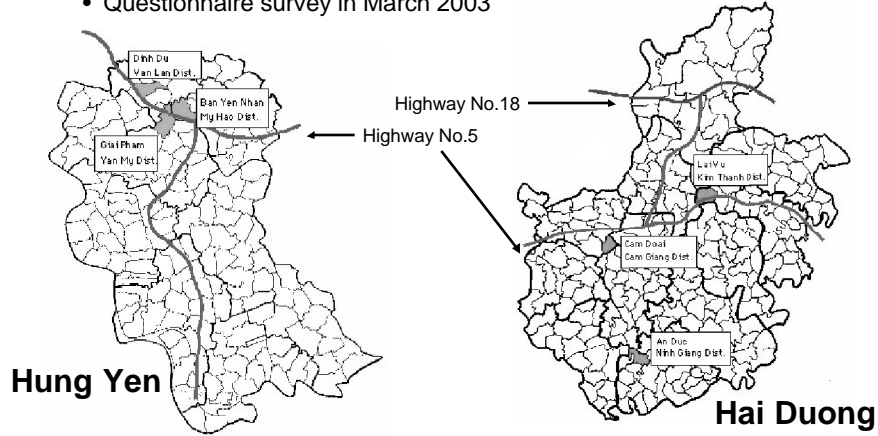 • Questionnaire survey in March 2003
Dinh Du
Van Lan Dist.
Ban Yen Nhan
My Hao Dist.
Giai Pham
Yan My Dist.
Highway No.18
Highway No.5
Lai Vu
Kim Thanh Dist.
Cam Doai
Cam Giang Dist.
An Duc
Ninh Giang Dist.
Hung Yen
Hai Duong